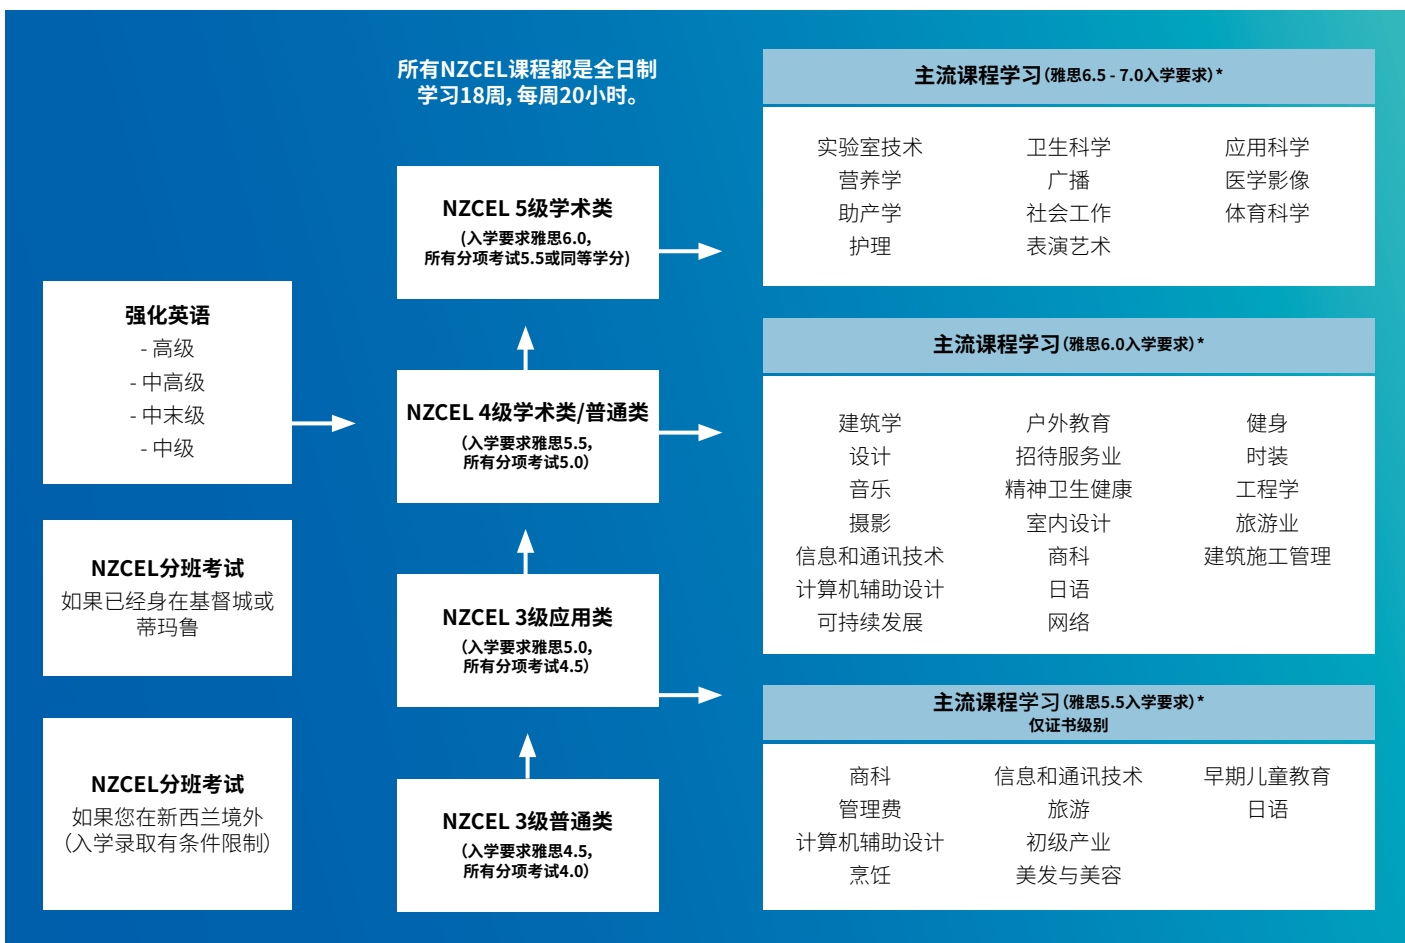 所有NZCEL课程都是全日制
学习18周，每周20小时。
强化英语
- 高级
- 中高级
- 中末级
- 中级
NZCEL分班考试
如果已经身在基督城或
蒂玛鲁
NZCEL分班考试
如果您在新西兰境外
（入学录取有条件限制）
NZCEL 5级学术类
(入学要求雅思6.0，
所有分项考试5.5或同等学分)
NZCEL 4级学术类/普通类
（入学要求雅思5.5，
所有分项考试5.0）
NZCEL 3级应用类
（入学要求雅思5.0，
所有分项考试4.5）
NZCEL 3级普通类
（入学要求雅思4.5，
所有分项考试4.0）
主流课程学习（雅思6.5 - 7.0入学要求）*
实验室技术 卫生科学 应用科学
营养学 广播 医学影像
助产学 社会工作 体育科学
护理 表演艺术
主流课程学习（雅思6.0入学要求）*
建筑学 户外教育 健身
设计 招待服务业 时装
音乐 精神卫生健康 工程学
摄影 室内设计 旅游业
信息和通讯技术 商科 建筑施工管理
计算机辅助设计 日语
可持续发展 网络
主流课程学习（雅思5.5入学要求）*
仅证书级别
商科 信息和通讯技术 早期儿童教育
管理费 旅游 日语
计算机辅助设计 初级产业
烹饪 美发与美容